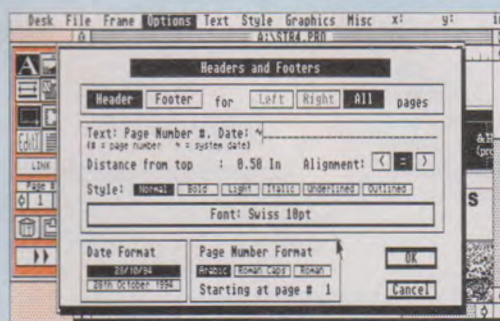 Desk File Frame Options Text Style Graphics Misc x: y:
A:\STR4.PRO
Headers and Footers
Header Footer for Left Right All pages
Text: Page Number #. Date: ~
(# = page number ~ = system date)
Distance from top : 0.50 In Alignment: < = >
Style: Normal Bold Light Italic Underlined Outlined
Font: Swiss 10pt
Date Format
28/10/94
28th October 1994
Page Number Format
Arabic Roman Caps Roman
Starting at page # 1
OK
Cancel
A
Edit
LINK
Page #
1
S